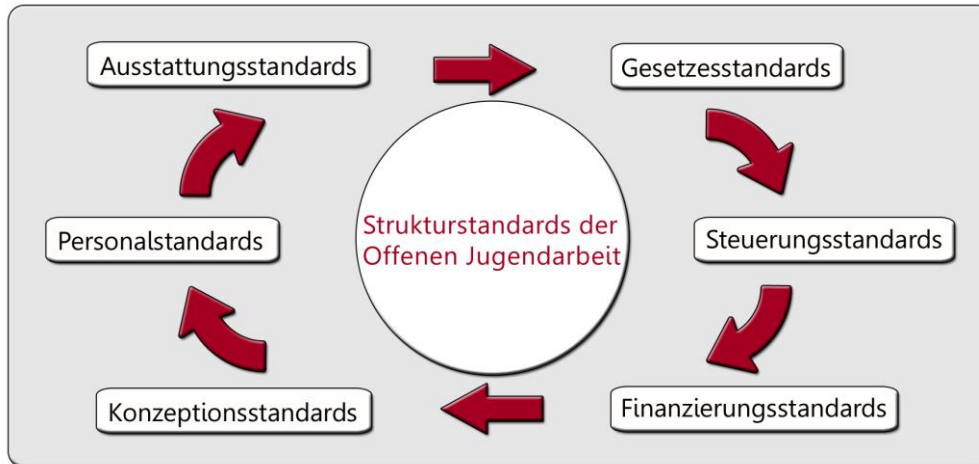 Ausstattungsstandards
Gesetzesstandards
Personalstandards
Strukturstandards der
Offenen Jugendarbeit
Steuerungsstandards
Konzeptionsstandards
Finanzierungsstandards